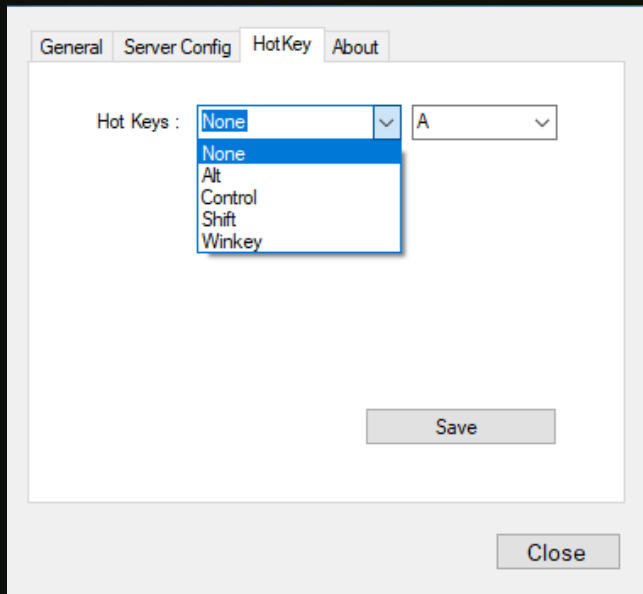 General Server Config HotKey About
Hot Keys : None A
None
Alt
Control
Shift
Winkey
Save
Close